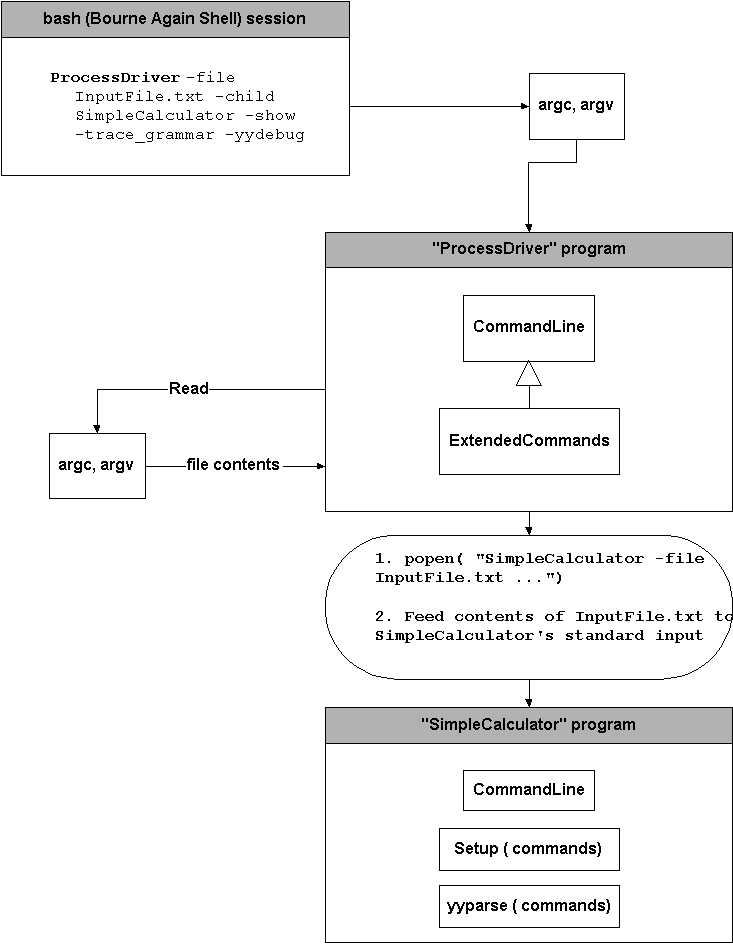 bash (Bourne Again Shell) session
ProcessDriver -file
InputFile.txt -child
SimpleCalculator -show
-trace_grammar -yydebug
argc, argv
"ProcessDriver" program
CommandLine
ExtendedCommands
Read
argc, argv
file contents
1. popen( "SimpleCalculator -file
InputFile.txt ...")
2. Feed contents of InputFile.txt to
SimpleCalculator's standard input
"SimpleCalculator" program
CommandLine
Setup ( commands)
yyparse ( commands)